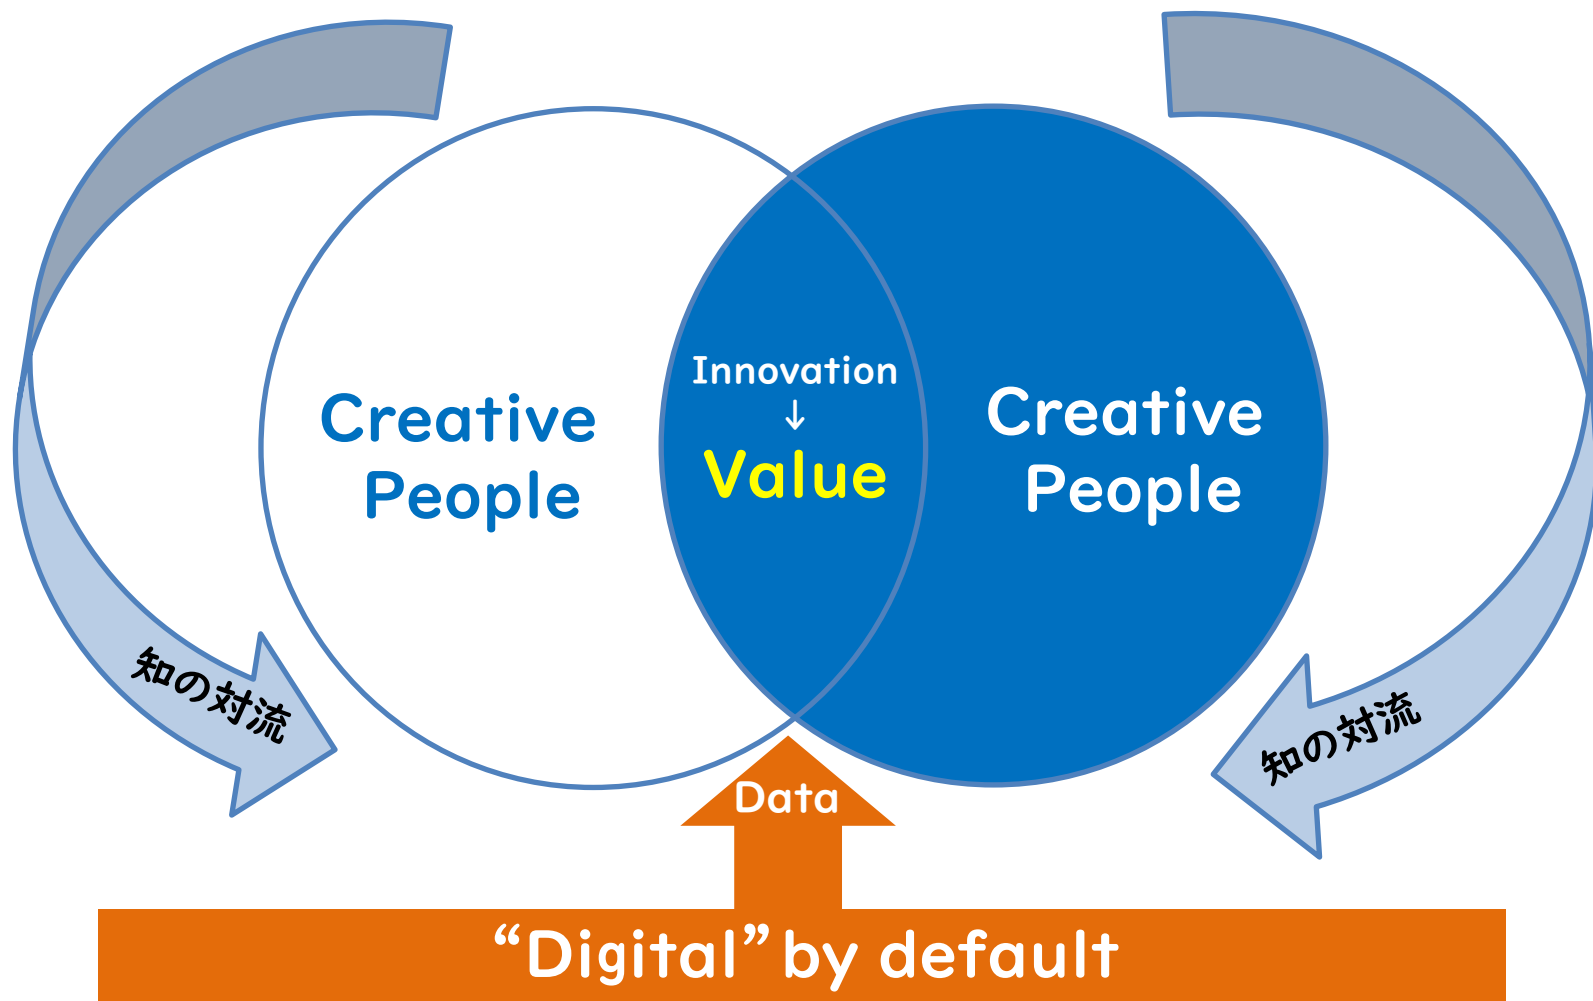 Creative
People
Innovation
↓
Value
Creative
People
知の対流
知の対流
Data
“Digital” by default